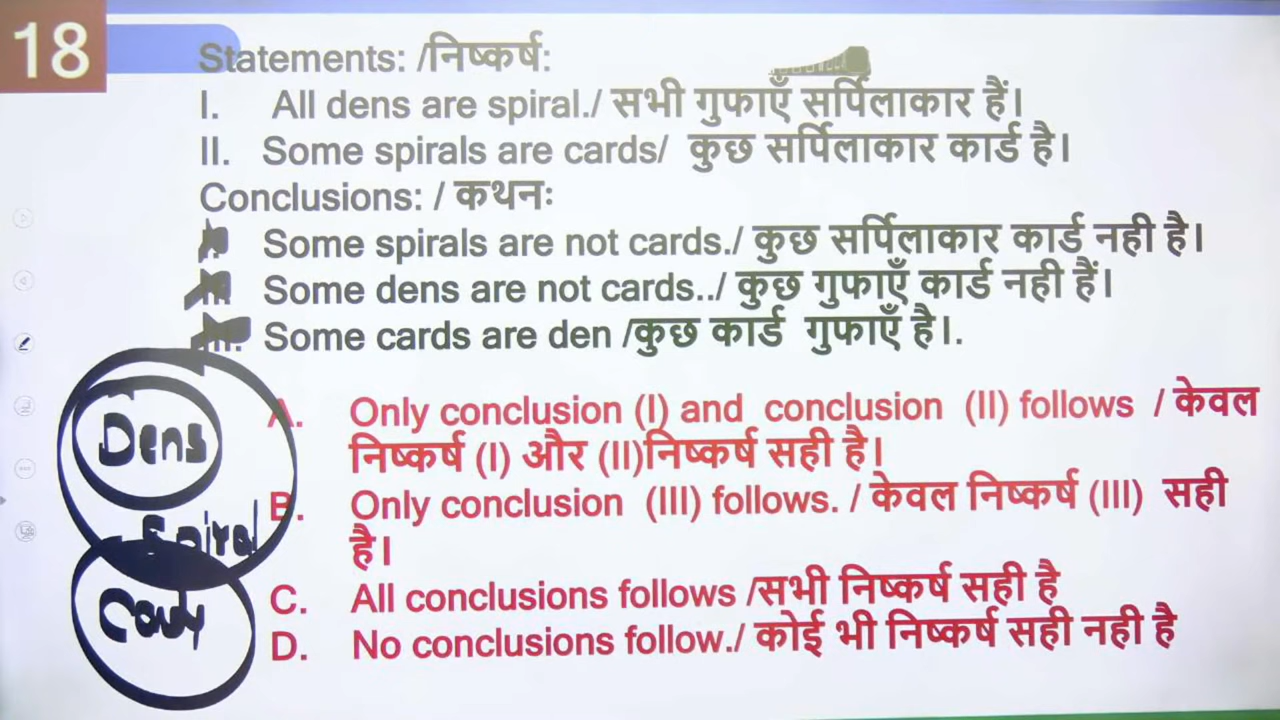 18
Statements: /निष्कर्ष:
I. All dens are spiral./ सभी गुफाएँ सर्पिलाकार हैं।
II. Some spirals are cards/ कुछ सर्पिलाकार कार्ड है।
Conclusions: / कथनः
Some spirals are not cards./ कुछ सर्पिलाकार कार्ड नही है।
Some dens are not cards../ कुछ गुफाएँ कार्ड नही हैं।
III. Some cards are den /कुछ कार्ड गुफाएँ है।.
A. Only conclusion (I) and conclusion (II) follows / केवल
निष्कर्ष (I) और (II)निष्कर्ष सही है।
B. Only conclusion (III) follows. / केवल निष्कर्ष (III) सही
है।
C. All conclusions follows /सभी निष्कर्ष सही है
D. No conclusions follow./ कोई भी निष्कर्ष सही नही है
Dens
Spiral